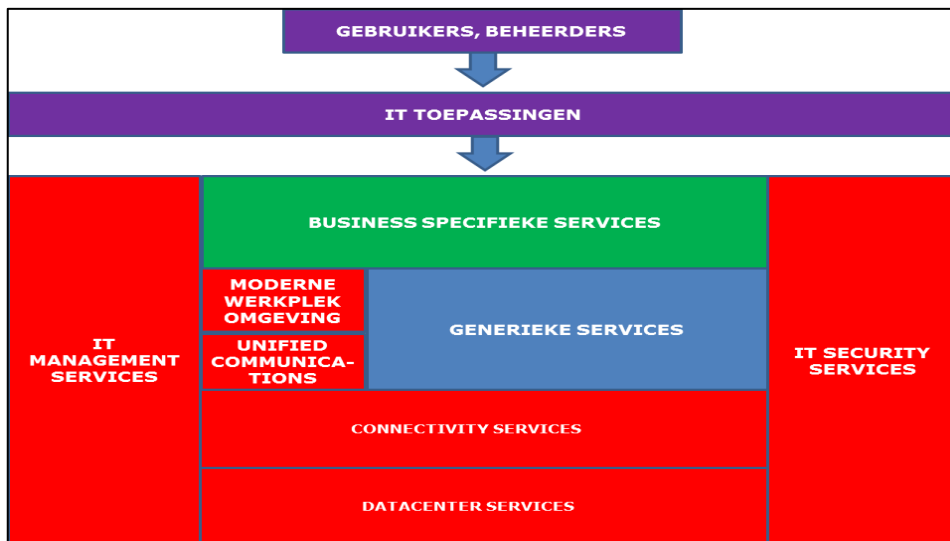 GEBRUIKERS, BEHEERDERS
IT TOEPASSINGEN
BUSINESS SPECIFIEKE SERVICES
MODERNE
WERKPLEK
OMGEVING
GENERIEKE SERVICES
UNIFIED
COMMUNICA-
TIONS
IT
MANAGEMENT
SERVICES
IT SECURITY
SERVICES
CONNECTIVITY SERVICES
DATACENTER SERVICES